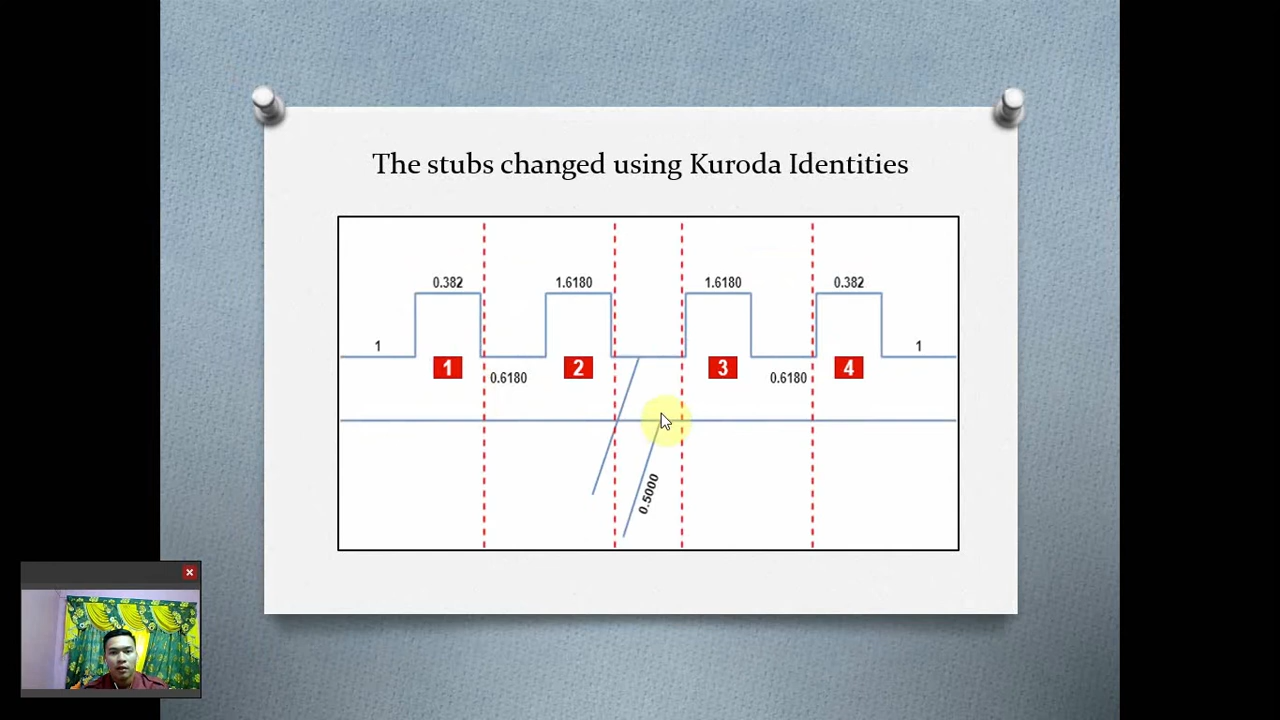 The stubs changed using Kuroda Identities
0.382 1.6180 1.6180 0.382
1 1
1 2 3 4
0.6180 0.6180
0.5000